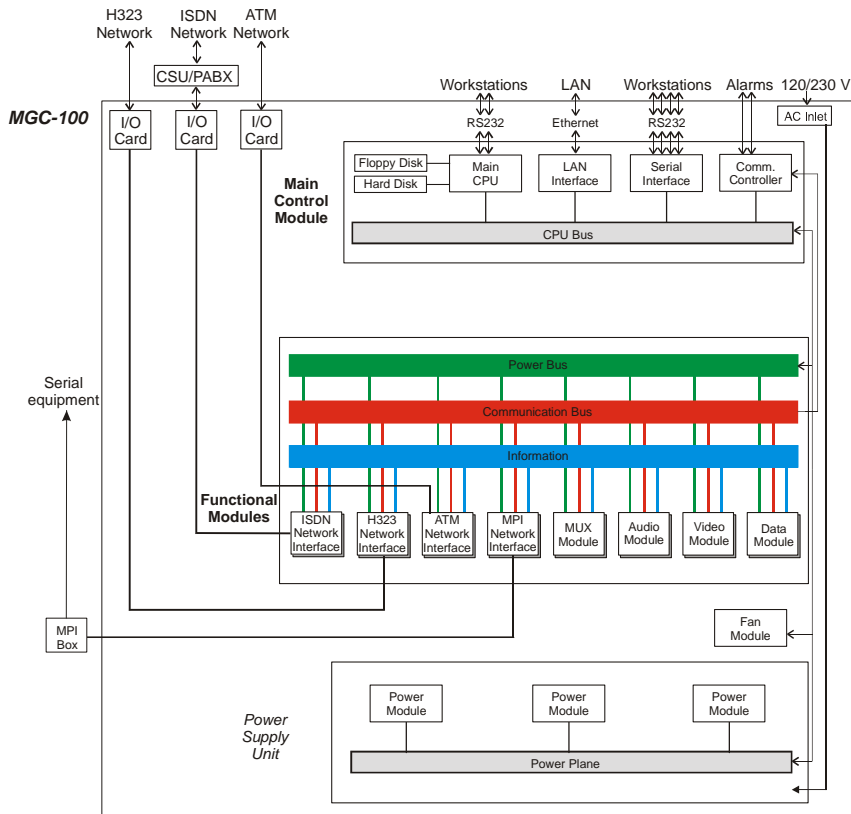 H323
Network
ISDN
Network
ATM
Network
CSU/PABX
Workstations
LAN
Workstations
Alarms
120/230 V
MGC-100
I/O
Card
I/O
Card
I/O
Card
RS232
Ethernet
RS232
AC Inlet
Floppy Disk
Hard Disk
Main
CPU
LAN
Interface
Serial
Interface
Comm.
Controller
Main
Control
Module
CPU Bus
Power Bus
Serial
equipment
Communication Bus
Information
Functional
Modules
ISDN
Network
Interface
H323
Network
Interface
ATM
Network
Interface
MPI
Network
Interface
MUX
Module
Audio
Module
Video
Module
Data
Module
MPI
Box
Fan
Module
Power
Module
Power
Module
Power
Module
Power
Supply
Unit
Power Plane